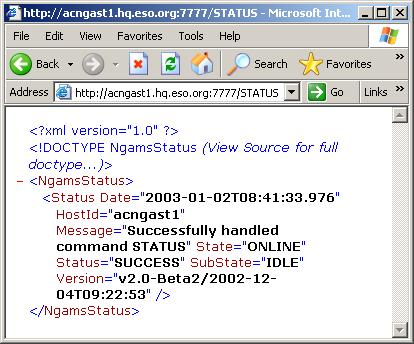 http://acngast1.hq.eso.org:7777/STATUS - Microsoft Int...
File Edit View Favorites Tools Help
Back Search Favorites
Address http://acngast1.hq.eso.org:7777/STATUS Go Links »
<?xml version="1.0" ?>
<!DOCTYPE NgamsStatus (View Source for full
doctype...)>
- <NgamsStatus>
<Status Date="2003-01-02T08:41:33.976"
HostId="acngast1"
Message="Successfully handled
command STATUS" State="ONLINE"
Status="SUCCESS" SubState="IDLE"
Version="v2.0-Beta2/2002-12-
04T09:22:53" />
</NgamsStatus>